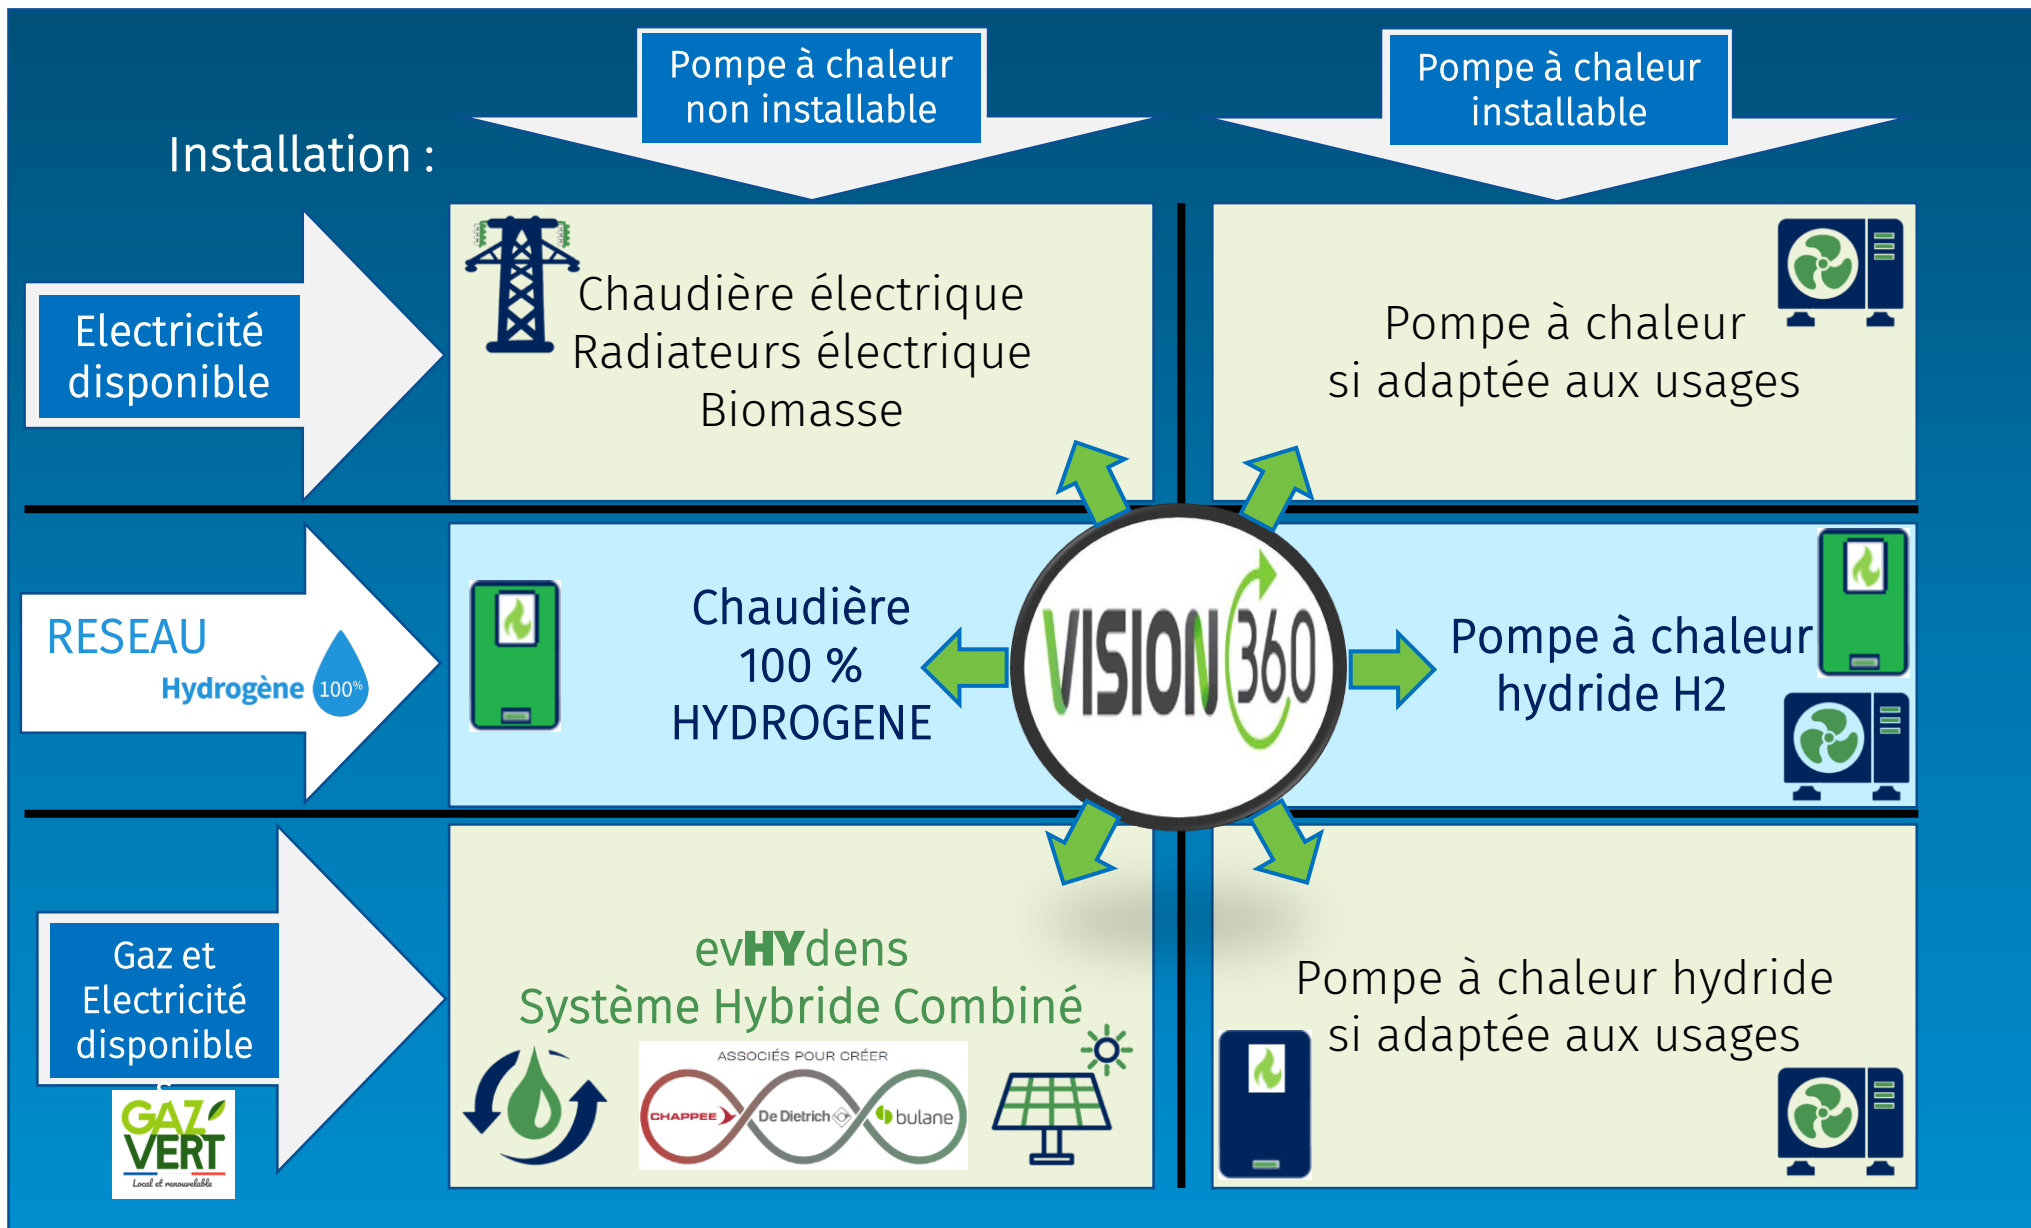 Pompe à chaleur
non installable
Pompe à chaleur
installable
Installation :
Electricité
disponible
Chaudière électrique
Radiateurs électrique
Biomasse
Pompe à chaleur
si adaptée aux usages
RESEAU
Hydrogène 100%
Chaudière
100 %
HYDROGENE
VISION 360
Pompe à chaleur
hydride H2
Gaz et
Electricité
disponible
s
GAZ
VERT
Local et renouvelable
evHYdens
Système Hybride Combiné
ASSOCIÉS POUR CRÉER
CHAPPEE De Dietrich bulane
Pompe à chaleur hydride
si adaptée aux usages